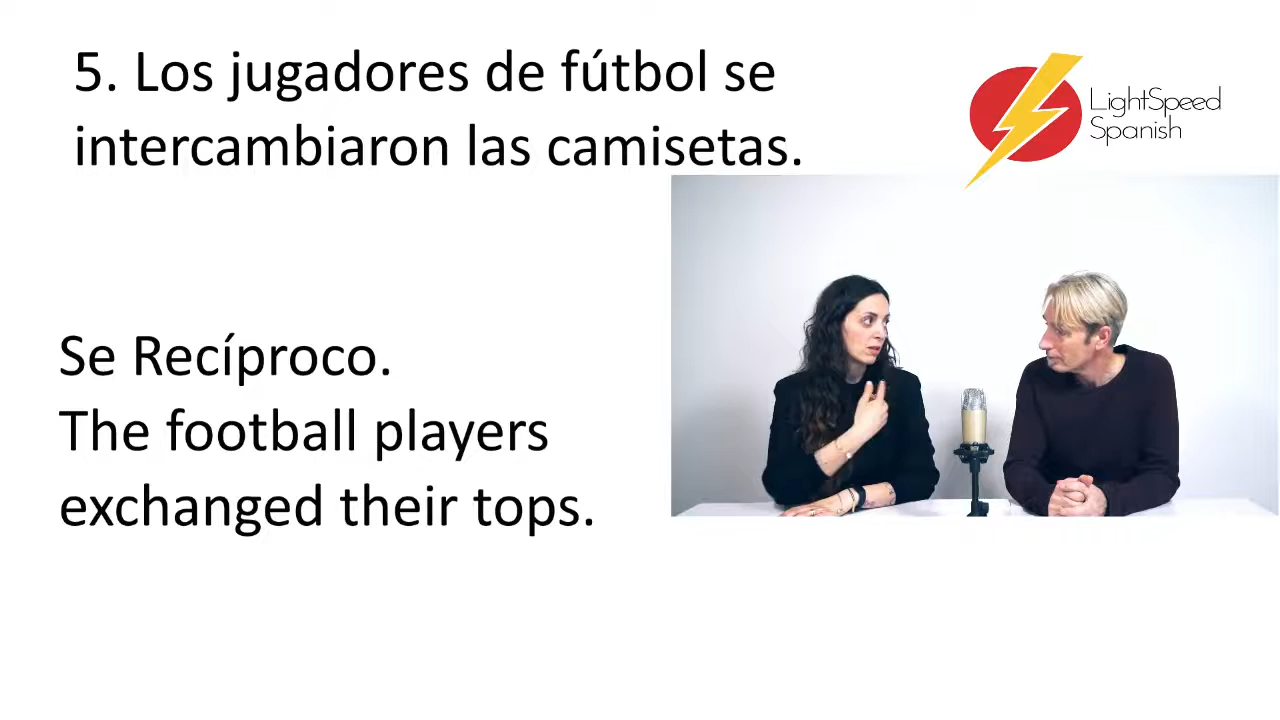 5. Los jugadores de fútbol se
intercambiaron las camisetas.
LightSpeed
Spanish
Se Recíproco.
The football players
exchanged their tops.